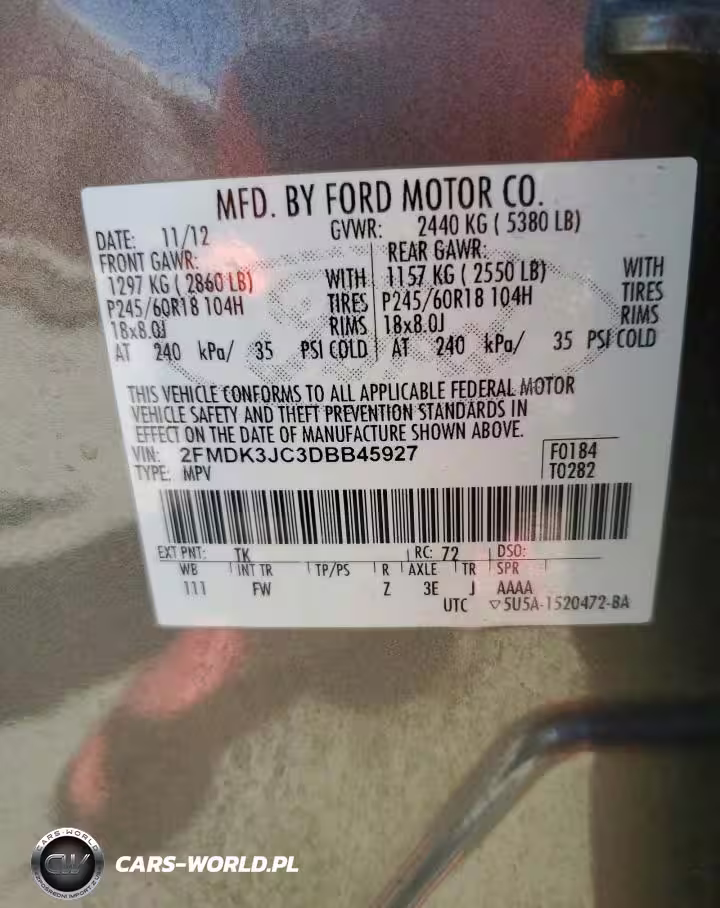 MFD. BY FORD MOTOR CO.
DATE: 11/12
GVWR: 2440 KG ( 5380 LB)
FRONT GAWR:
REAR GAWR:
1297 KG ( 2860 LB)
WITH
1157 KG ( 2550 LB)
WITH
P245/60R18 104H
TIRES
P245/60R18 104H
TIRES
18x8.0J
RIMS
18x8.0J
RIMS
AT 240 kPa/ 35 PSI COLD
AT 240 kPa/ 35 PSI COLD
THIS VEHICLE CONFORMS TO ALL APPLICABLE FEDERAL MOTOR
VEHICLE SAFETY AND THEFT PREVENTION STANDARDS IN
EFFECT ON THE DATE OF MANUFACTURE SHOWN ABOVE.
VIN: 2FMDK3JC3DBB45927
F0184
TYPE: MPV
T0282
EXT PNT: TK
RC: 72
DSO:
WB INT TR TP/PS R AXLE TR SPR
111 FW Z 3E J AAAA
UTC ▽5U5A-1520472-BA
CARS-WORLD
CW
CARS-WORLD.PL